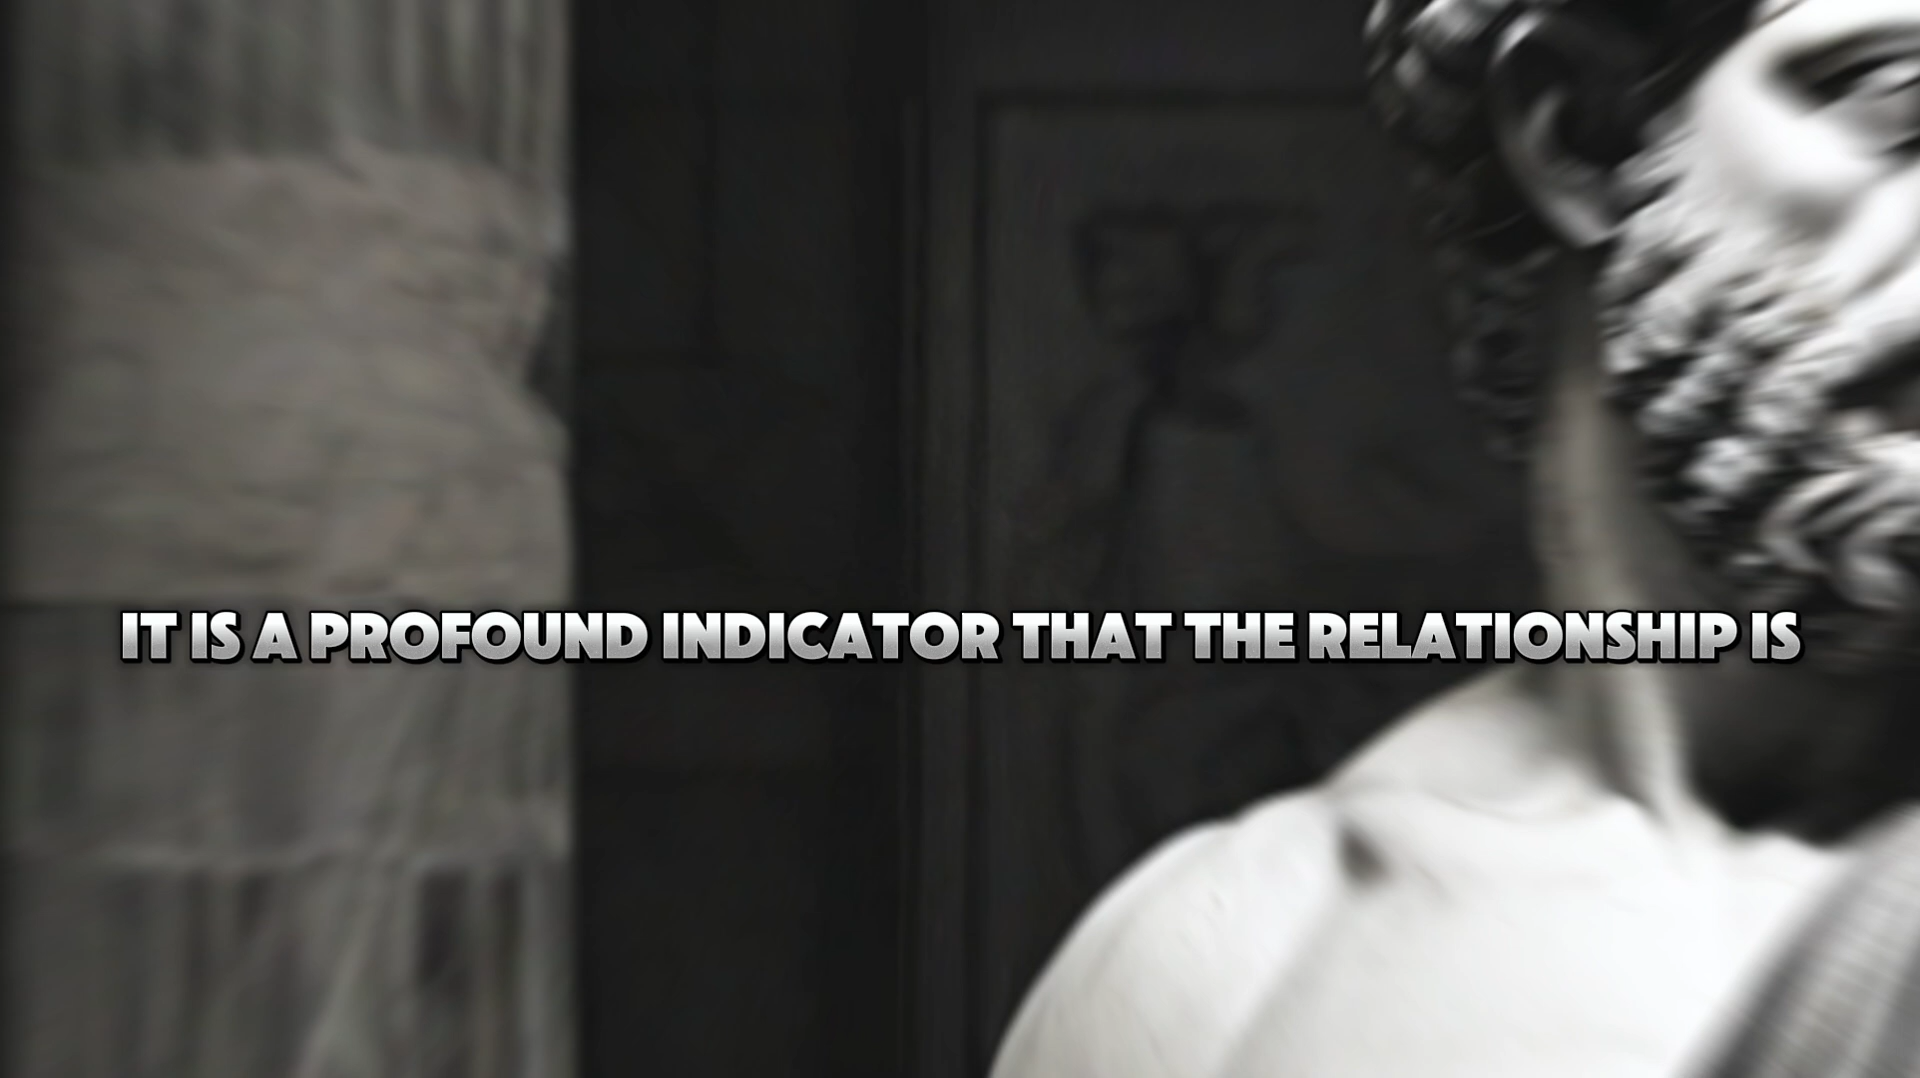 IT IS A PROFOUND INDICATOR THAT THE RELATIONSHIP IS